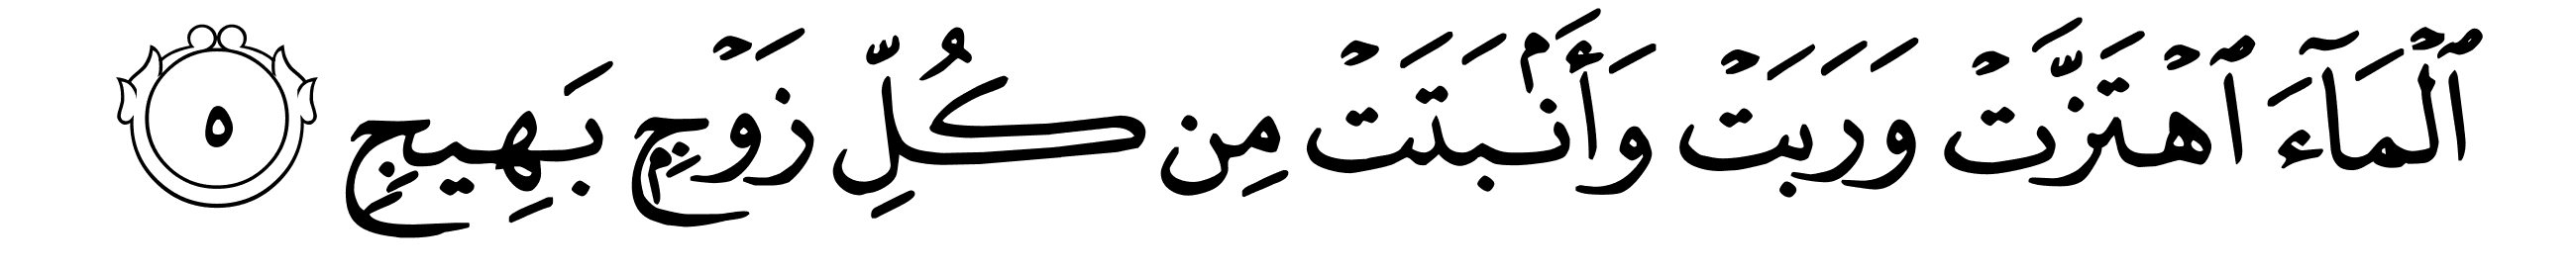 ٱلْمَآءَ ٱهْتَزَّتْ وَرَبَتْ وَأَنۢبَتَتْ مِن كُلِّ زَوْجٍۭ بَهِيجٍ ٥